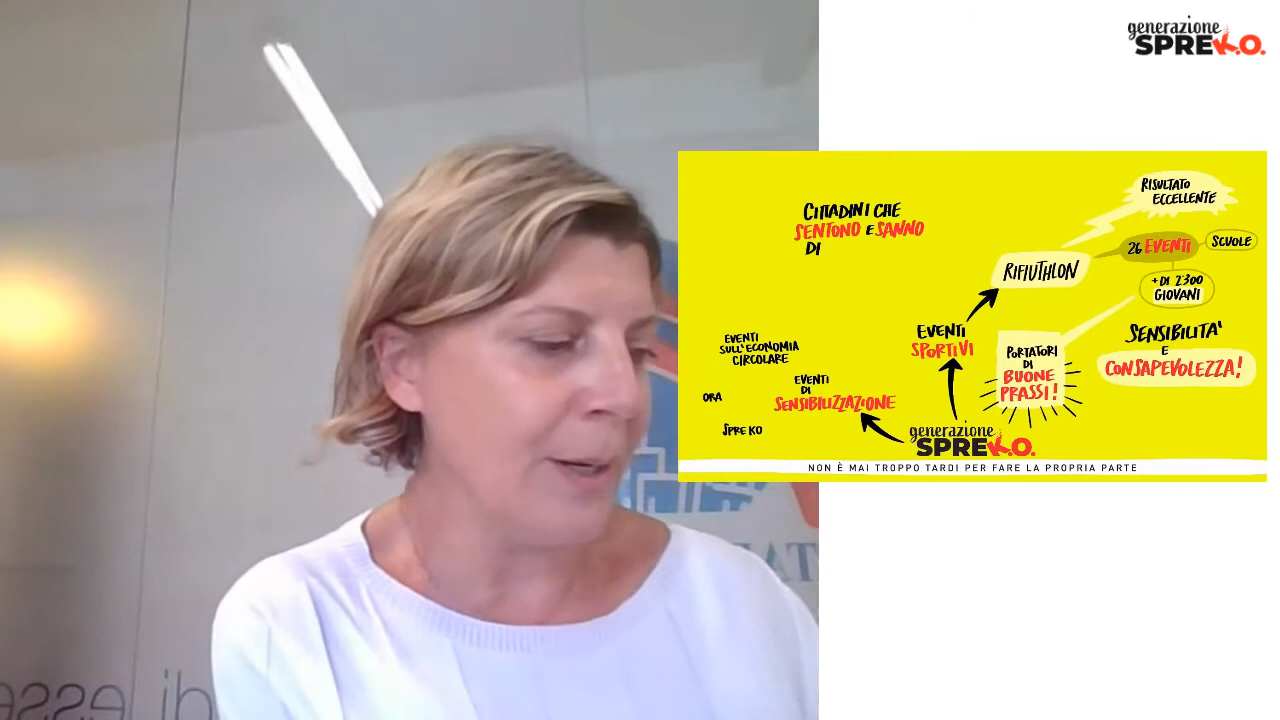 generazione
SPREK.O.
RISULTATO
ECCELLENTE
CITTADINI CHE
SENTONO E SANNO
DI
26 EVENTI
SCUOLE
RIFIUTHLON
+ DI 2300
GIOVANI
EVENTI
SPORTIVI
SENSIBILITA'
E
CONSAPEVOLEZZA!
EVENTI
SULL'ECONOMIA
CIRCOLARE
PORTATORI
DI
BUONE
PRASSI!
EVENTI
DI
SENSIBILIZZAZIONE
ORA
SPRE KO
generazione
SPREK.O.
NON È MAI TROPPO TARDI PER FARE LA PROPRIA PARTE
di esse